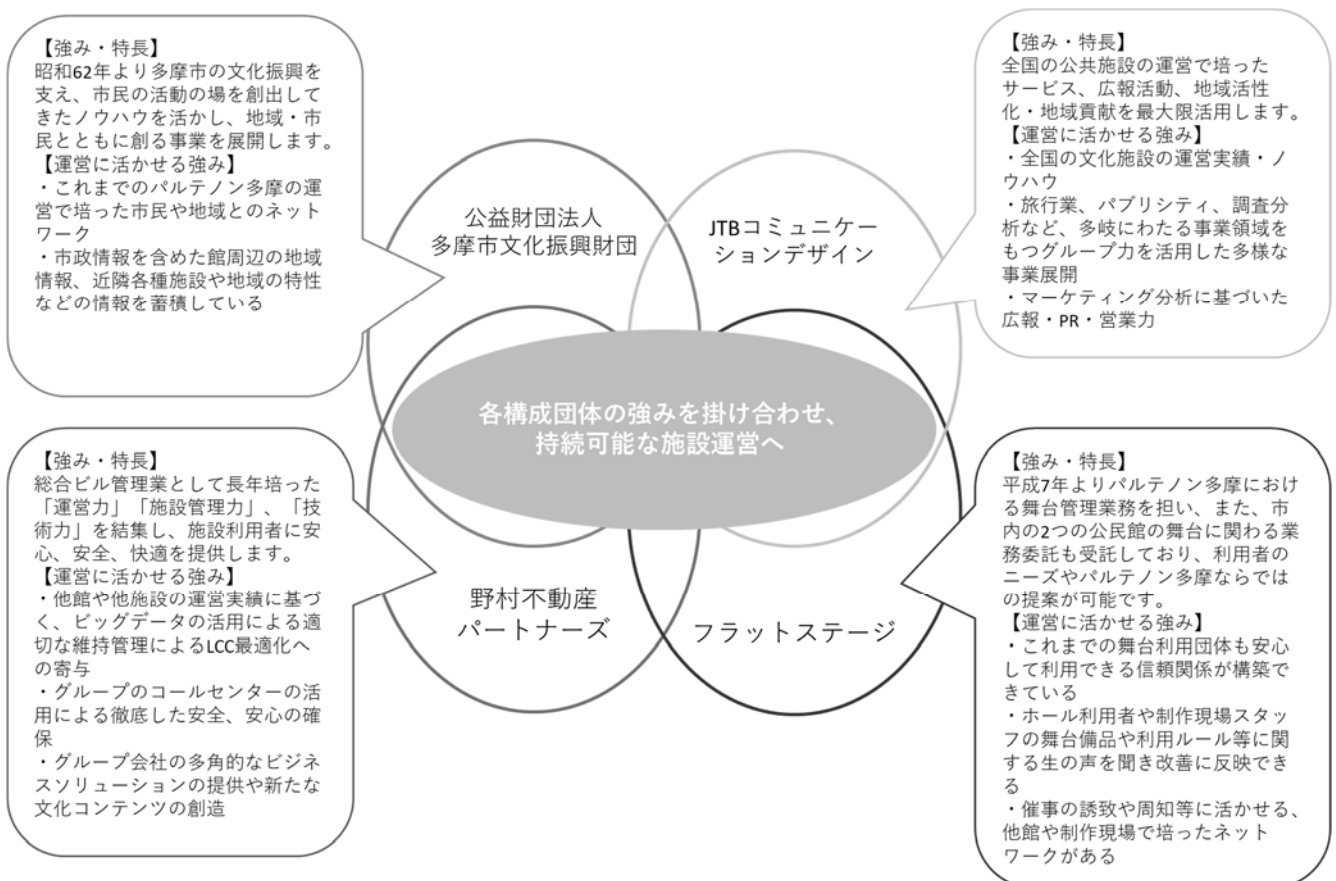 【強み・特長】
昭和62年より多摩市の文化振興を
支え、市民の活動の場を創出して
きたノウハウを活かし、地域・市
民とともに創る事業を展開します。
【運営に活かせる強み】
・これまでのパルテノン多摩の運
営で培った市民や地域とのネット
ワーク
・市政情報を含めた館周辺の地域
情報、近隣各種施設や地域の特性
などの情報を蓄積している
公益財団法人
多摩市文化振興財団
JTBコミュニケー
ションデザイン
【強み・特長】
全国の公共施設の運営で培った
サービス、広報活動、地域活性
化・地域貢献を最大限活用します。
【運営に活かせる強み】
・全国の文化施設の運営実績・ノ
ウハウ
・旅行業、パブリシティ、調査分
析など、多岐にわたる事業領域を
もつグループ力を活用した多様な
事業展開
・マーケティング分析に基づいた
広報・PR・営業力
各構成団体の強みを掛け合わせ、
持続可能な施設運営へ
【強み・特長】
総合ビル管理業として長年培った
「運営力」「施設管理力」、「技
術力」を結集し、施設利用者に安
心、安全、快適を提供します。
【運営に活かせる強み】
・他館や他施設の運営実績に基づ
く、ビッグデータの活用による適
切な維持管理によるLCC最適化へ
の寄与
・グループのコールセンターの活
用による徹底した安全、安心の確
保
・グループ会社の多角的なビジネ
スソリューションの提供や新たな
文化コンテンツの創造
野村不動産
パートナーズ
フラットステージ
【強み・特長】
平成7年よりパルテノン多摩におけ
る舞台管理業務を担い、また、市
内の2つの公民館の舞台に関わる業
務委託も受託しており、利用者の
ニーズやパルテノン多摩ならでは
の提案が可能です。
【運営に活かせる強み】
・これまでの舞台利用団体も安心
して利用できる信頼関係が構築で
きている
・ホール利用者や制作現場スタッ
フの舞台備品や利用ルール等に関
する生の声を聞き改善に反映でき
る
・催事の誘致や周知等に活かせる、
他館や制作現場で培ったネット
ワークがある